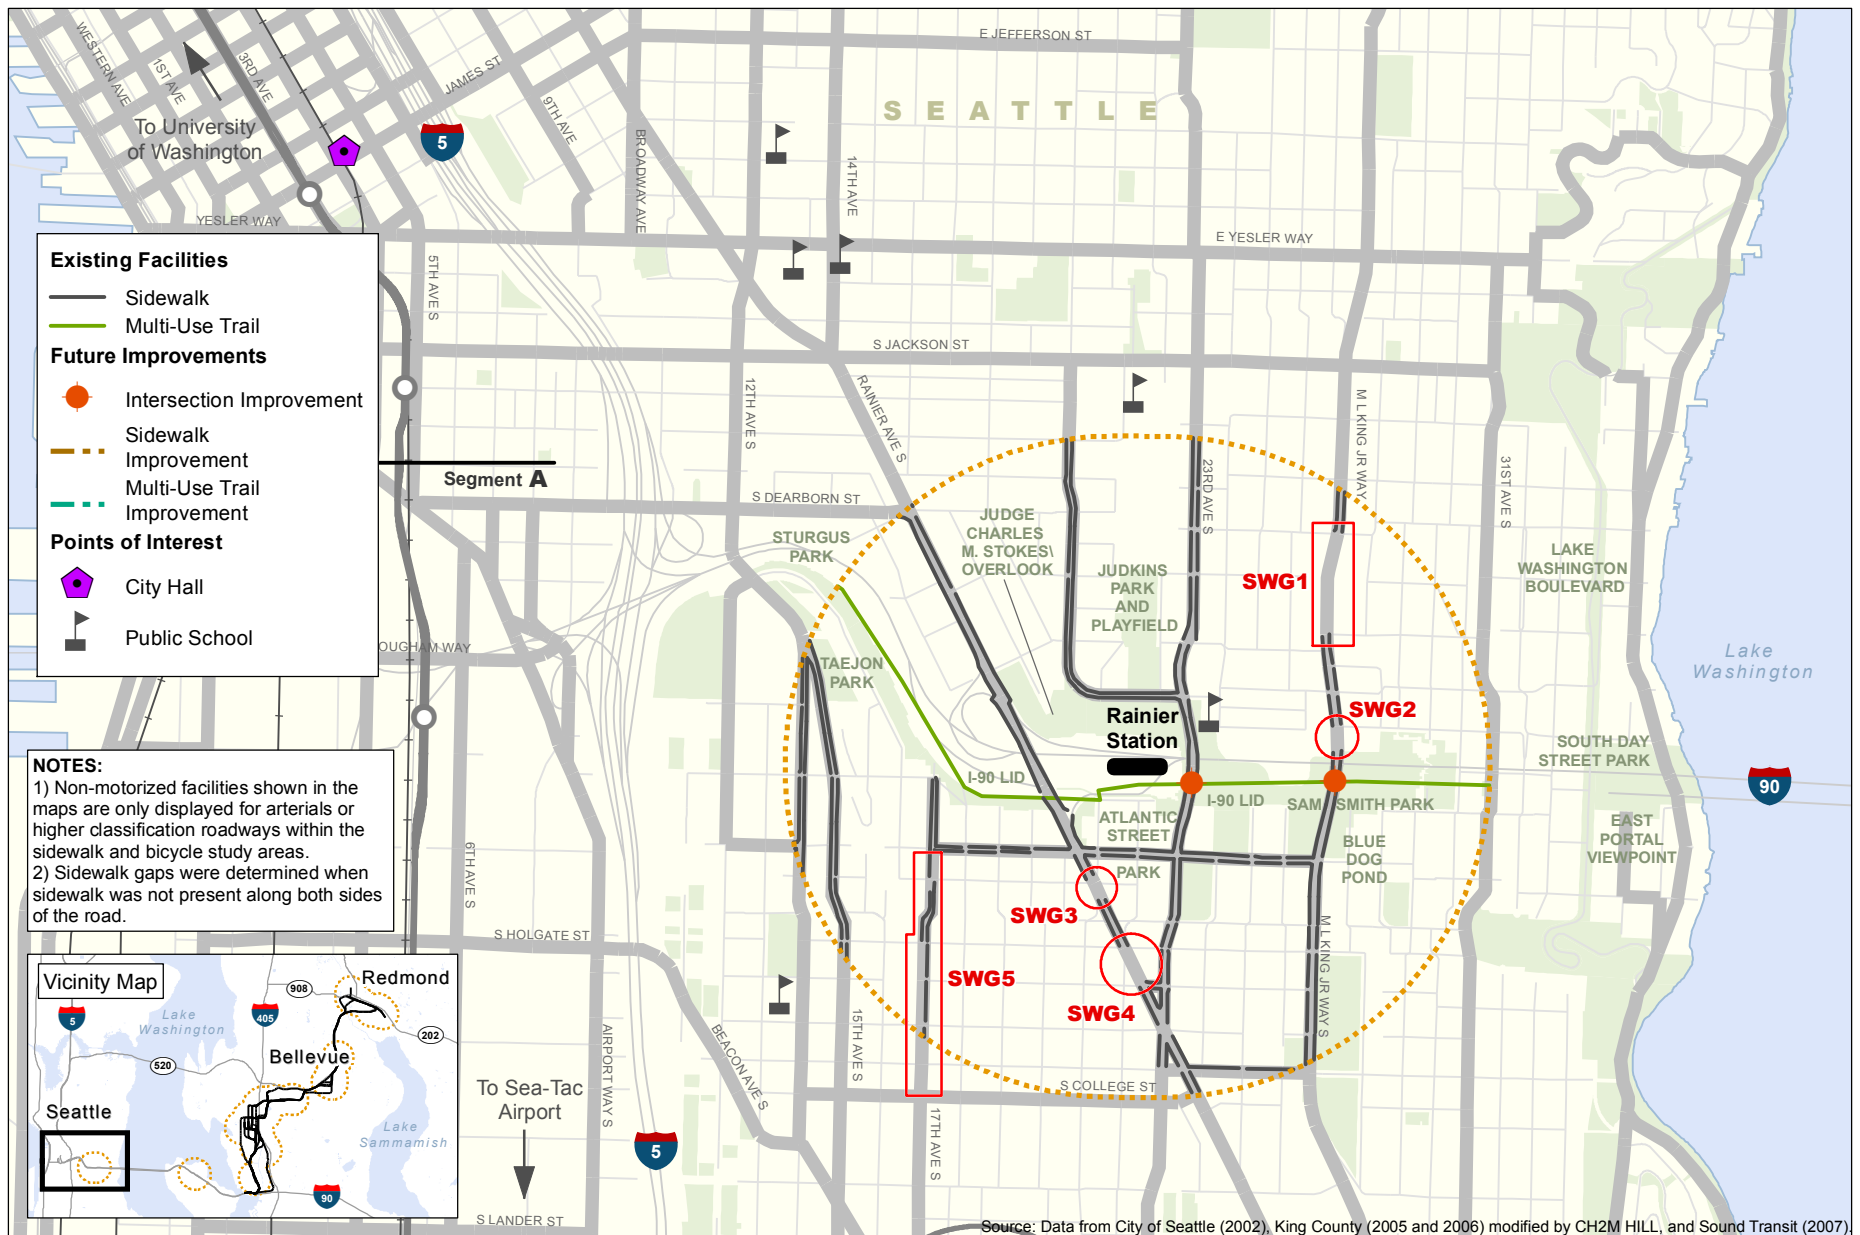 WESTERN AVE
1ST AVE
3RD AVE
JAMES ST
9TH AVE
BROADWAY AVE
14TH AVE
E JEFFERSON ST
SEATTLE
To University
of Washington
5
YESLER WAY
E YESLER WAY
5TH AVE S
S JACKSON ST
12TH AVE S
RAINIER AVE S
M L KING JR WAY
23RD AVE S
31ST AVE S
Existing Facilities
Sidewalk
Multi-Use Trail
Future Improvements
Intersection Improvement
Sidewalk
Improvement
Multi-Use Trail
Improvement
Points of Interest
City Hall
Public School
Segment A
S DEARBORN ST
STURGUS
PARK
JUDGE
CHARLES
M. STOKES\
OVERLOOK
JUDKINS
PARK
AND
PLAYFIELD
SWG1
LAKE
WASHINGTON
BOULEVARD
OUGHAM WAY
TAEJON
PARK
Lake
Washington
SWG2
Rainier
Station
SOUTH DAY
STREET PARK
I-90 LID
I-90 LID
SAM SMITH PARK
90
ATLANTIC
STREET
PARK
BLUE
DOG
POND
EAST
PORTAL
VIEWPOINT
NOTES:
1) Non-motorized facilities shown in the
maps are only displayed for arterials or
higher classification roadways within the
sidewalk and bicycle study areas.
2) Sidewalk gaps were determined when
sidewalk was not present along both sides
of the road.
6TH AVE S
SWG3
S HOLGATE ST
SWG5
SWG4
M L KING JR WAY S
15TH AVE S
BEACON AVE S
AIRPORT WAY S
17TH AVE S
S COLLEGE ST
To Sea-Tac
Airport
5
S LANDER ST
Vicinity Map
Redmond
908
5
Lake
Washington
405
202
Bellevue
520
Seattle
Lake
Sammamish
90
Source: Data from City of Seattle (2002), King County (2005 and 2006) modified by CH2M HILL, and Sound Transit (2007).